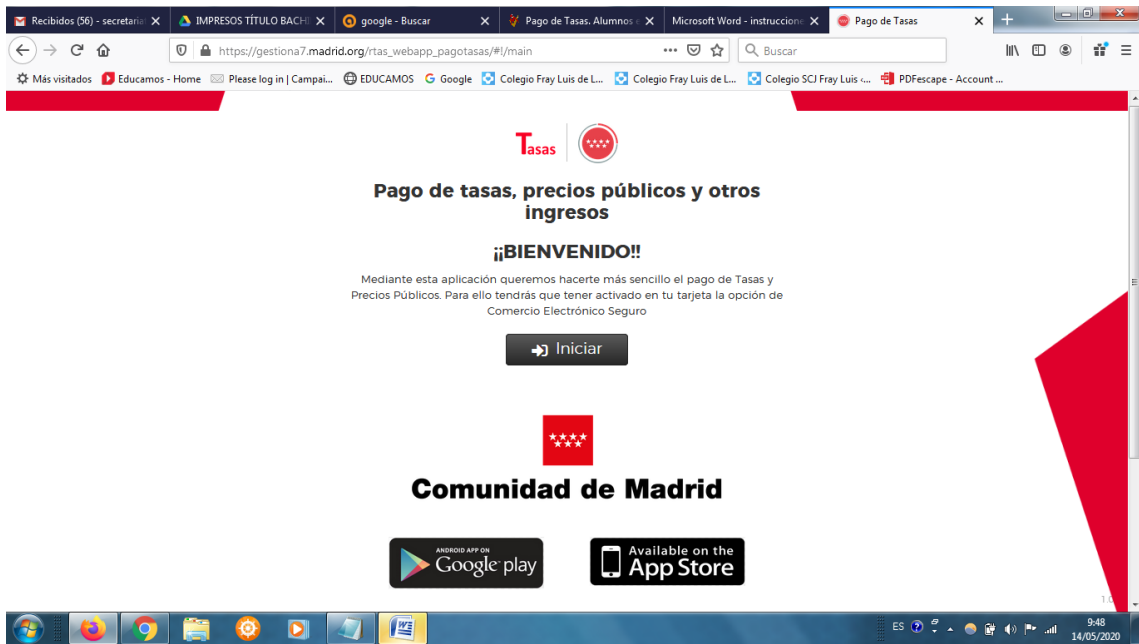 Recibidos (56) - secretaria
IMPRESOS TÍTULO BACHI
google - Buscar
Pago de Tasas. Alumnos e
Microsoft Word - instruccione
Pago de Tasas
https://gestiona7.madrid.org/rtas_webapp_pagotasas/#!/main
Buscar
Más visitados
Educamos - Home
Please log in | Campai...
EDUCAMOS
Google
Colegio Fray Luis de L...
Colegio Fray Luis de L...
Colegio SCJ Fray Luis ‹...
PDFescape - Account ...
Tasas
Pago de tasas, precios públicos y otros
ingresos
¡¡BIENVENIDO!!
Mediante esta aplicación queremos hacerte más sencillo el pago de Tasas y
Precios Públicos. Para ello tendrás que tener activado en tu tarjeta la opción de
Comercio Electrónico Seguro
Iniciar
Comunidad de Madrid
ANDROID APP ON
Google play
Available on the
App Store
ES
9:48
14/05/2020